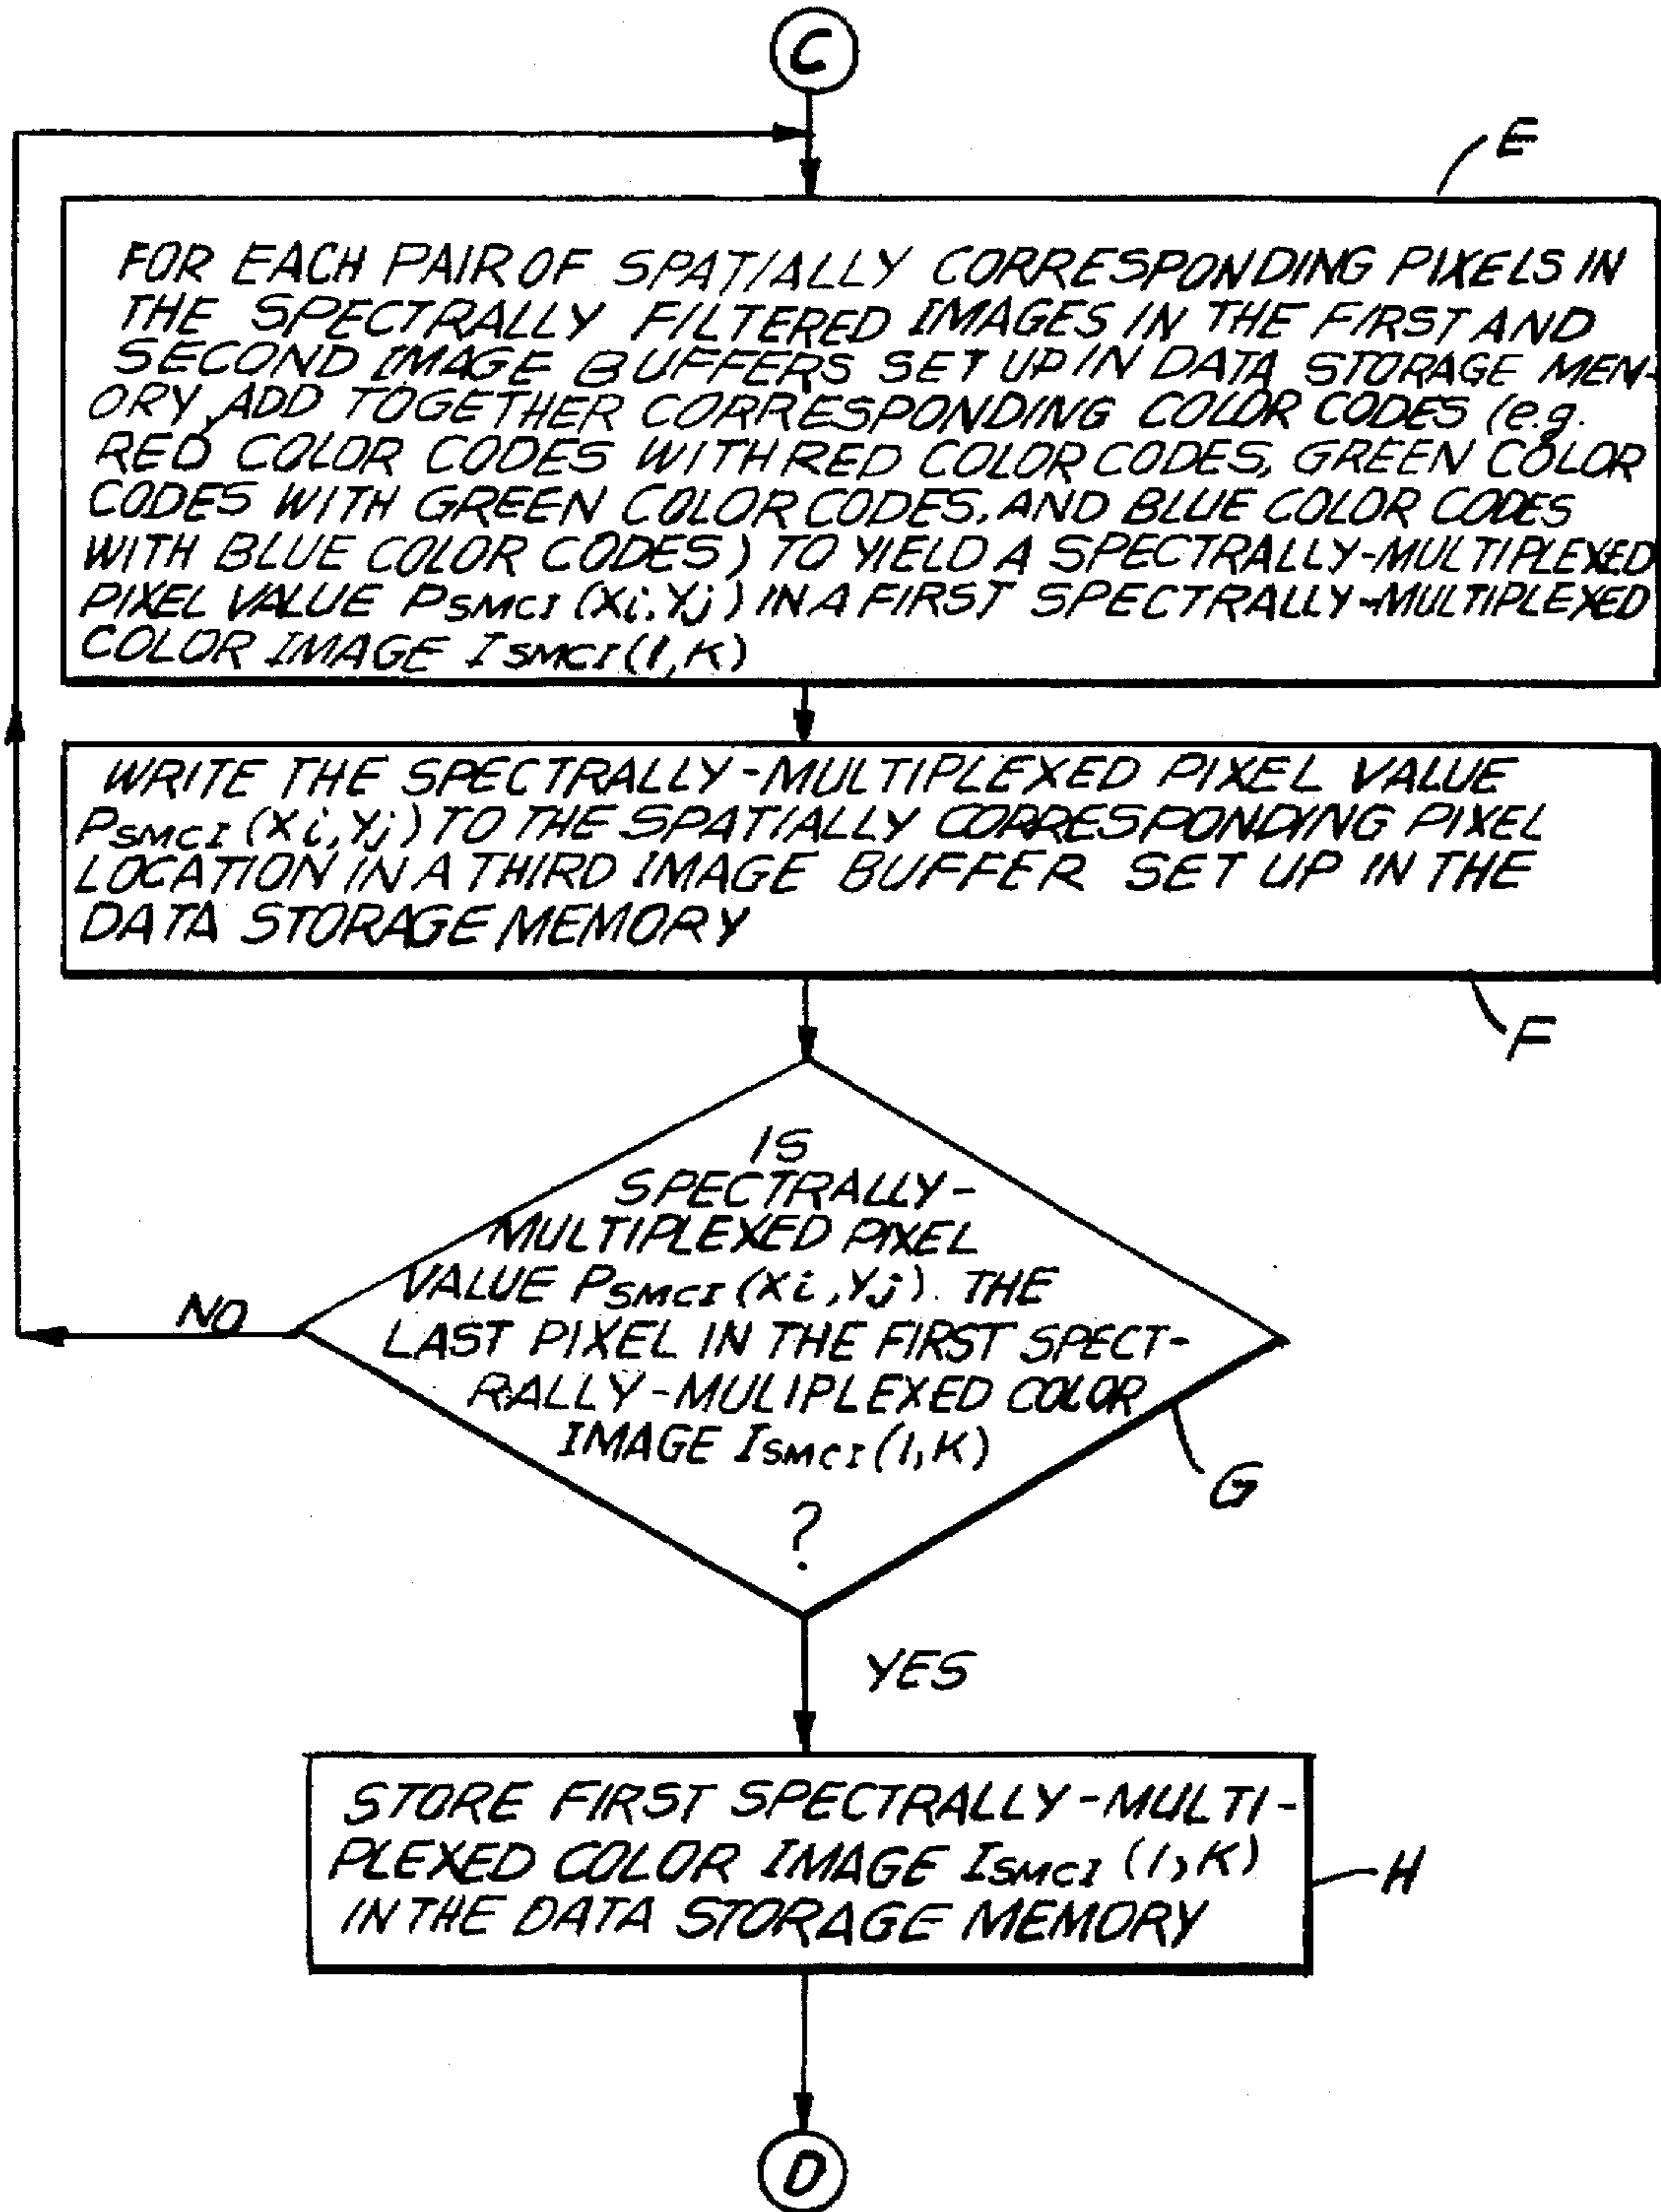 C
E
FOR EACH PAIR OF SPATIALLY CORRESPONDING PIXELS IN
THE SPECTRALLY FILTERED IMAGES IN THE FIRST AND
SECOND IMAGE BUFFERS SET UP IN DATA STORAGE MEN-
ORY, ADD TOGETHER CORRESPONDING COLOR CODES (e.g.
RED COLOR CODES WITH RED COLOR CODES, GREEN COLOR
CODES WITH GREEN COLOR CODES, AND BLUE COLOR CODES
WITH BLUE COLOR CODES) TO YIELD A SPECTRALLY-MULTIPLEXED
PIXEL VALUE PSMCI (Xi, Yj) IN A FIRST SPECTRALLY-MULTIPLEXED
COLOR IMAGE ISMCI (1, K)
WRITE THE SPECTRALLY-MULTIPLEXED PIXEL VALUE
PSMCI (Xi, Yj) TO THE SPATIALLY CORRESPONDING PIXEL
LOCATION IN A THIRD IMAGE BUFFER SET UP IN THE
DATA STORAGE MEMORY
F
IS
SPECTRALLY-
MULTIPLEXED PIXEL
VALUE PSMCI (Xi, Yj). THE
LAST PIXEL IN THE FIRST SPECT-
RALLY-MULIPLEXED COLOR
IMAGE ISMCI (1, K)
?
NO
G
YES
STORE FIRST SPECTRALLY-MULTI-
PLEXED COLOR IMAGE ISMCI (1, K)
IN THE DATA STORAGE MEMORY
H
D